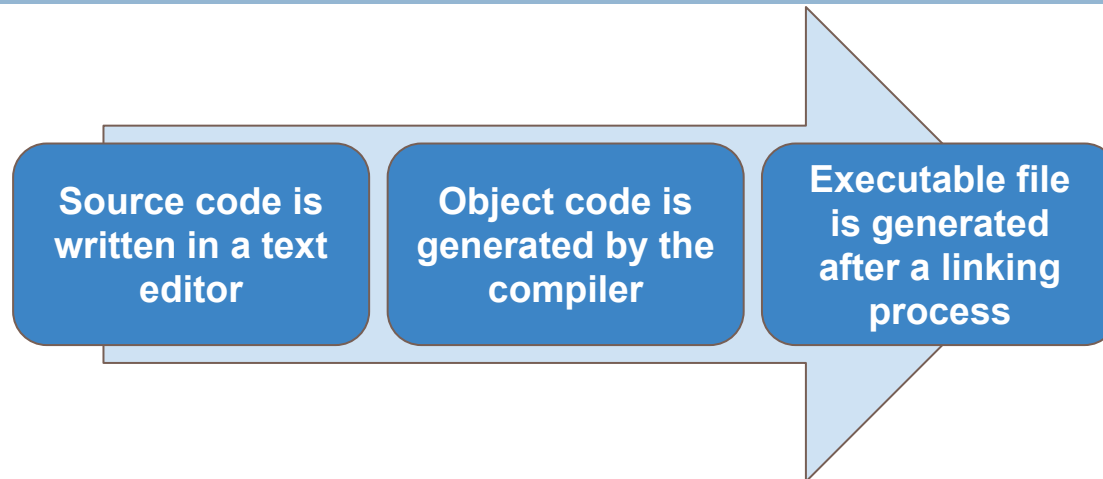 Source code is
written in a text
editor
Object code is
generated by the
compiler
Executable file
is generated
after a linking
process